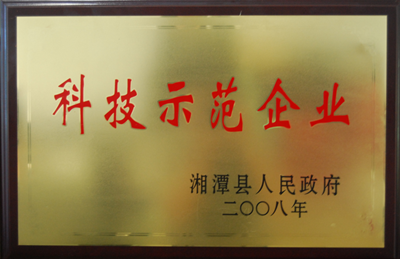 科技示范企业
湘潭县人民政府
二〇〇八年